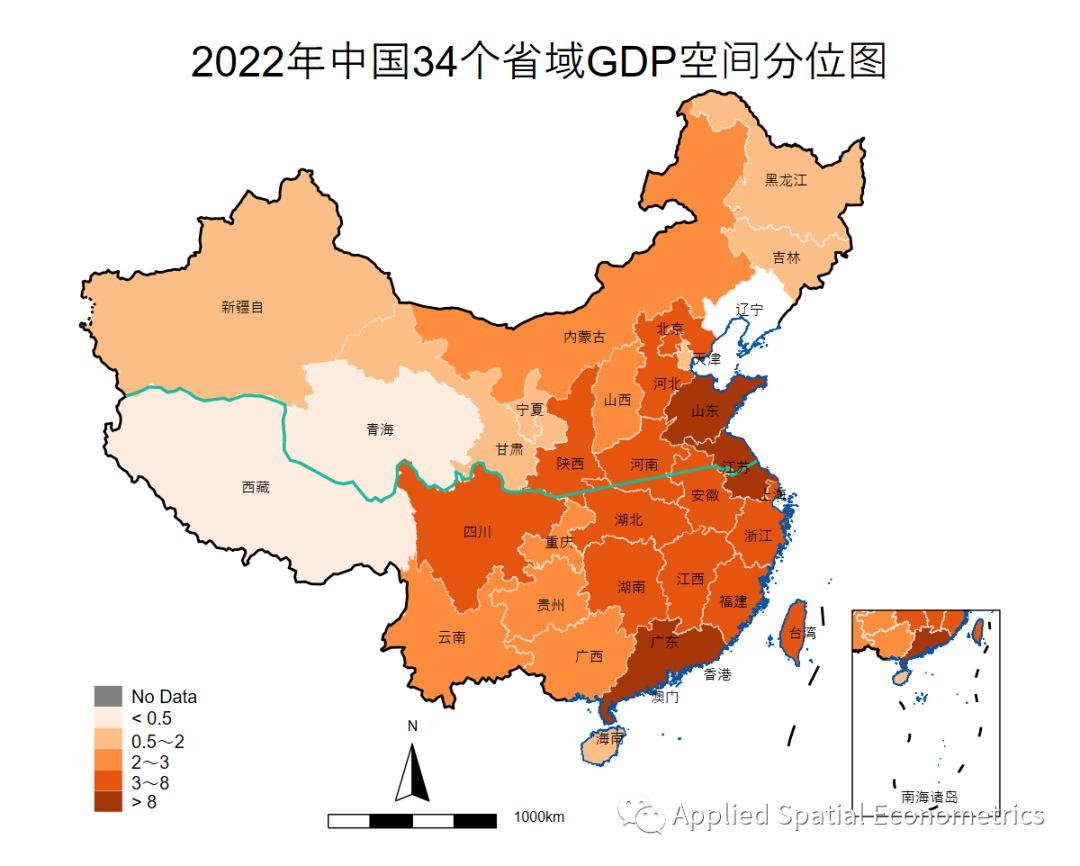 2022年中国34个省域GDP空间分位图
黑龙江
吉林
新疆自
辽宁
北京
内蒙古
天津
河北
山西
宁夏
山东
青海
甘肃
陕西
河南
江苏
西藏
安徽
上海
湖北
四川
浙江
重庆
江西
湖南
福建
贵州
台湾
云南
广东
广西
香港
澳门
海南
No Data
< 0.5
0.5～2
2～3
3～8
> 8
N
1000km
南海诸岛
Applied Spatial Econometrics